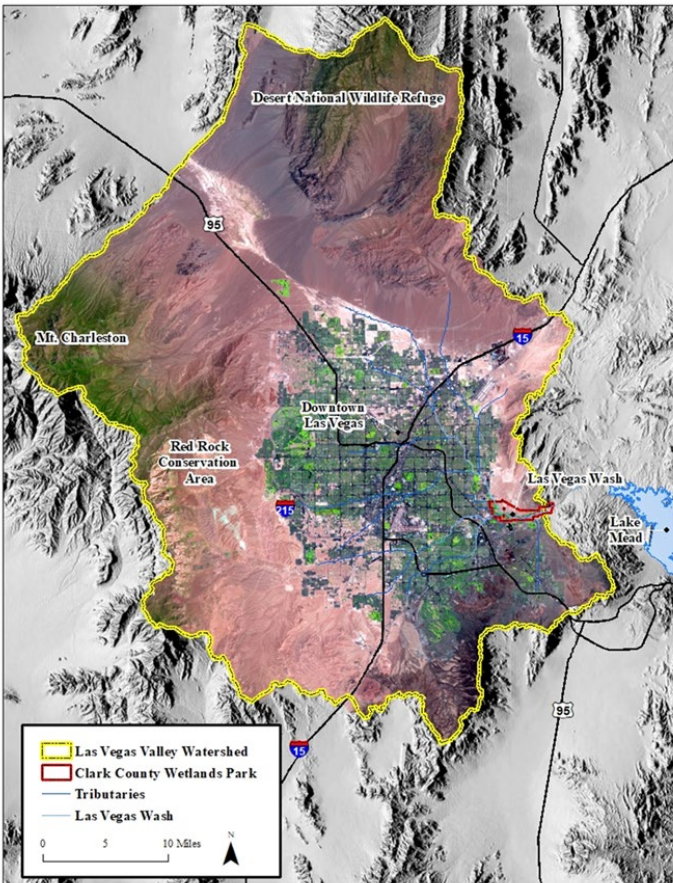 Desert National Wildlife Refuge
95
15
Mt. Charleston
Downtown
Las Vegas
Red Rock
Conservation
Area
Las Vegas Wash
215
Lake
Mead
95
15
Las Vegas Valley Watershed
Clark County Wetlands Park
Tributaries
Las Vegas Wash
N
0 5 10 Miles